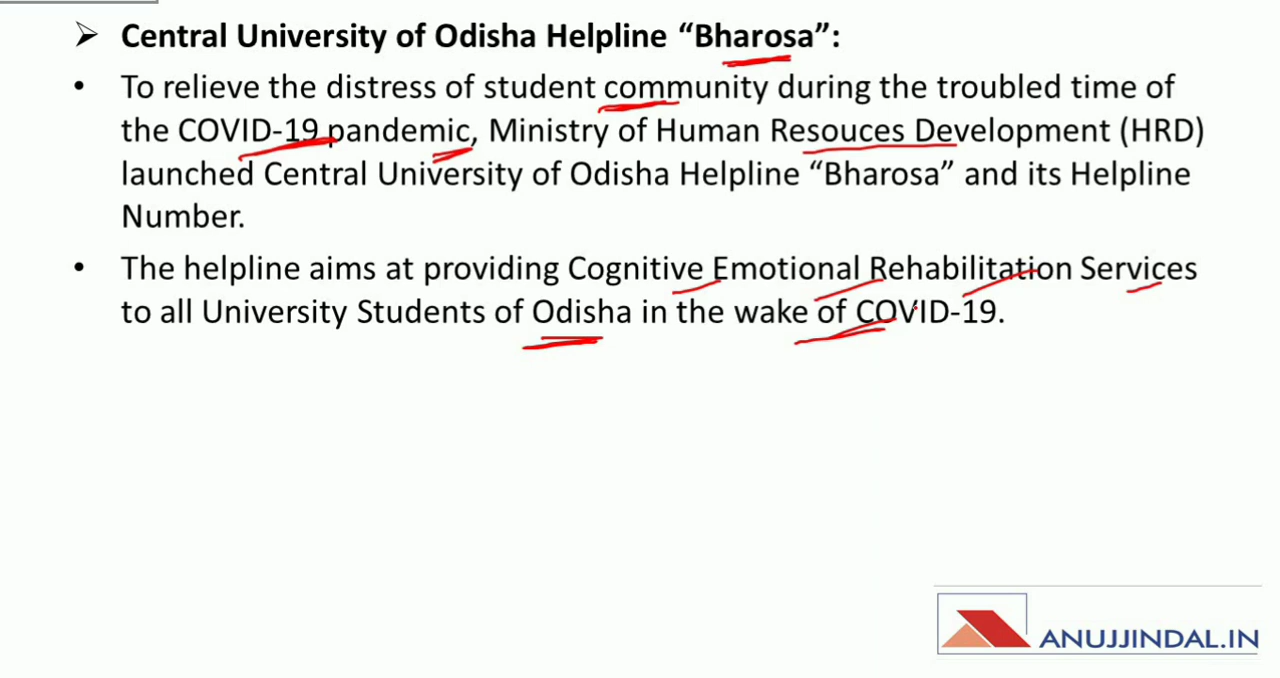 ➢ Central University of Odisha Helpline “Bharosa”:
• To relieve the distress of student community during the troubled time of
the COVID-19 pandemic, Ministry of Human Resouces Development (HRD)
launched Central University of Odisha Helpline “Bharosa” and its Helpline
Number.
• The helpline aims at providing Cognitive Emotional Rehabilitation Services
to all University Students of Odisha in the wake of COVID-19.
ANUJJINDAL.IN